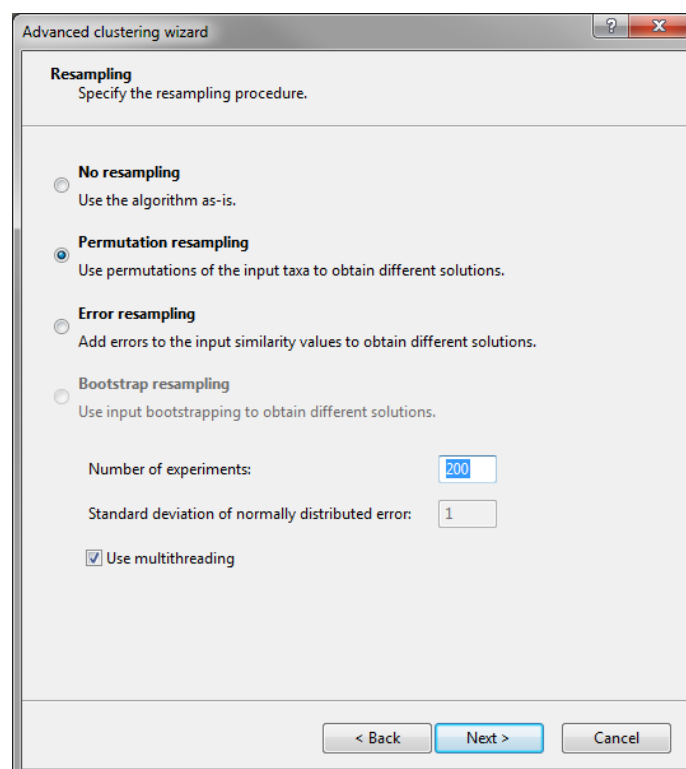 Advanced clustering wizard
Resampling
Specify the resampling procedure.
No resampling
Use the algorithm as-is.
Permutation resampling
Use permutations of the input taxa to obtain different solutions.
Error resampling
Add errors to the input similarity values to obtain different solutions.
Bootstrap resampling
Use input bootstrapping to obtain different solutions.
Number of experiments: 200
Standard deviation of normally distributed error: 1
Use multithreading
< Back Next > Cancel